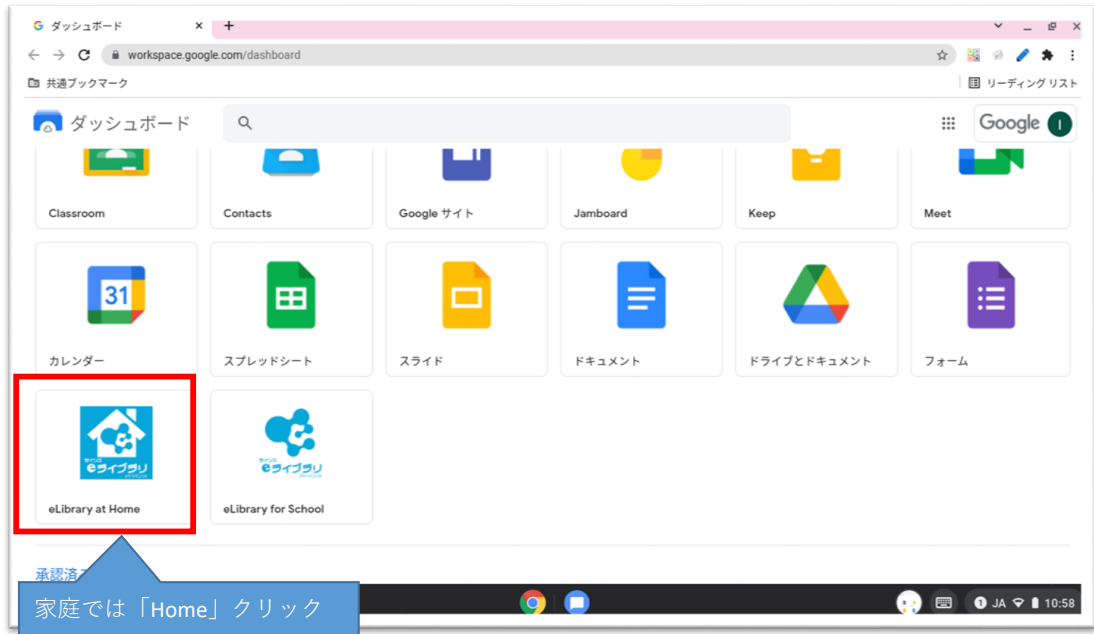 ダッシュボード
workspace.google.com/dashboard
共通ブックマーク
リーディング リスト
ダッシュボード
Google I
Classroom
Contacts
Google サイト
Jamboard
Keep
Meet
31
カレンダー
スプレッドシート
スライド
ドキュメント
ドライブとドキュメント
フォーム
eライブラリ
eLibrary at Home
eライブラリ
eLibrary for School
承認済
家庭では「Home」クリック
1 JA 10:58